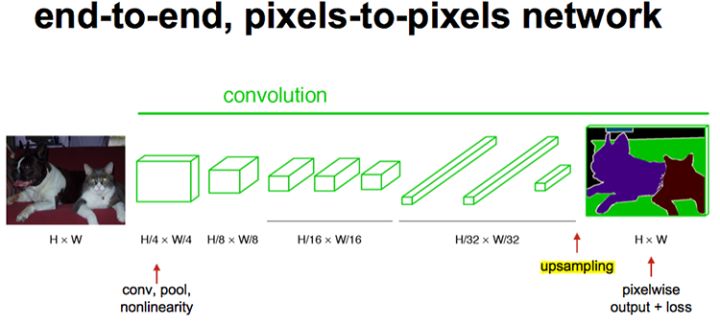 end-to-end, pixels-to-pixels network
convolution
H × W
H/4 × W/4
H/8 × W/8
H/16 × W/16
H/32 × W/32
H × W
conv, pool,
nonlinearity
upsampling
pixelwise
output + loss